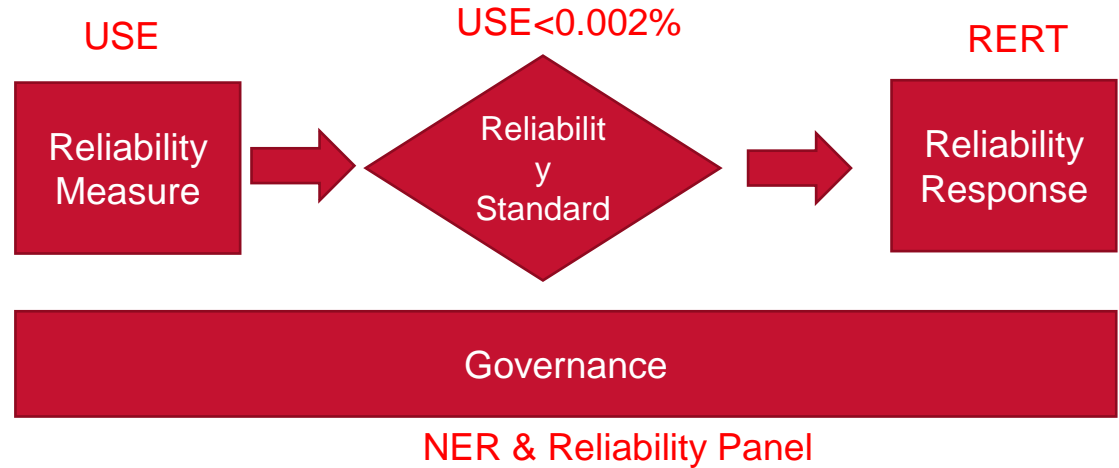 USE
USE<0.002%
RERT
Reliability
Measure
Reliabilit
y
Standard
Reliability
Response
Governance
NER & Reliability Panel